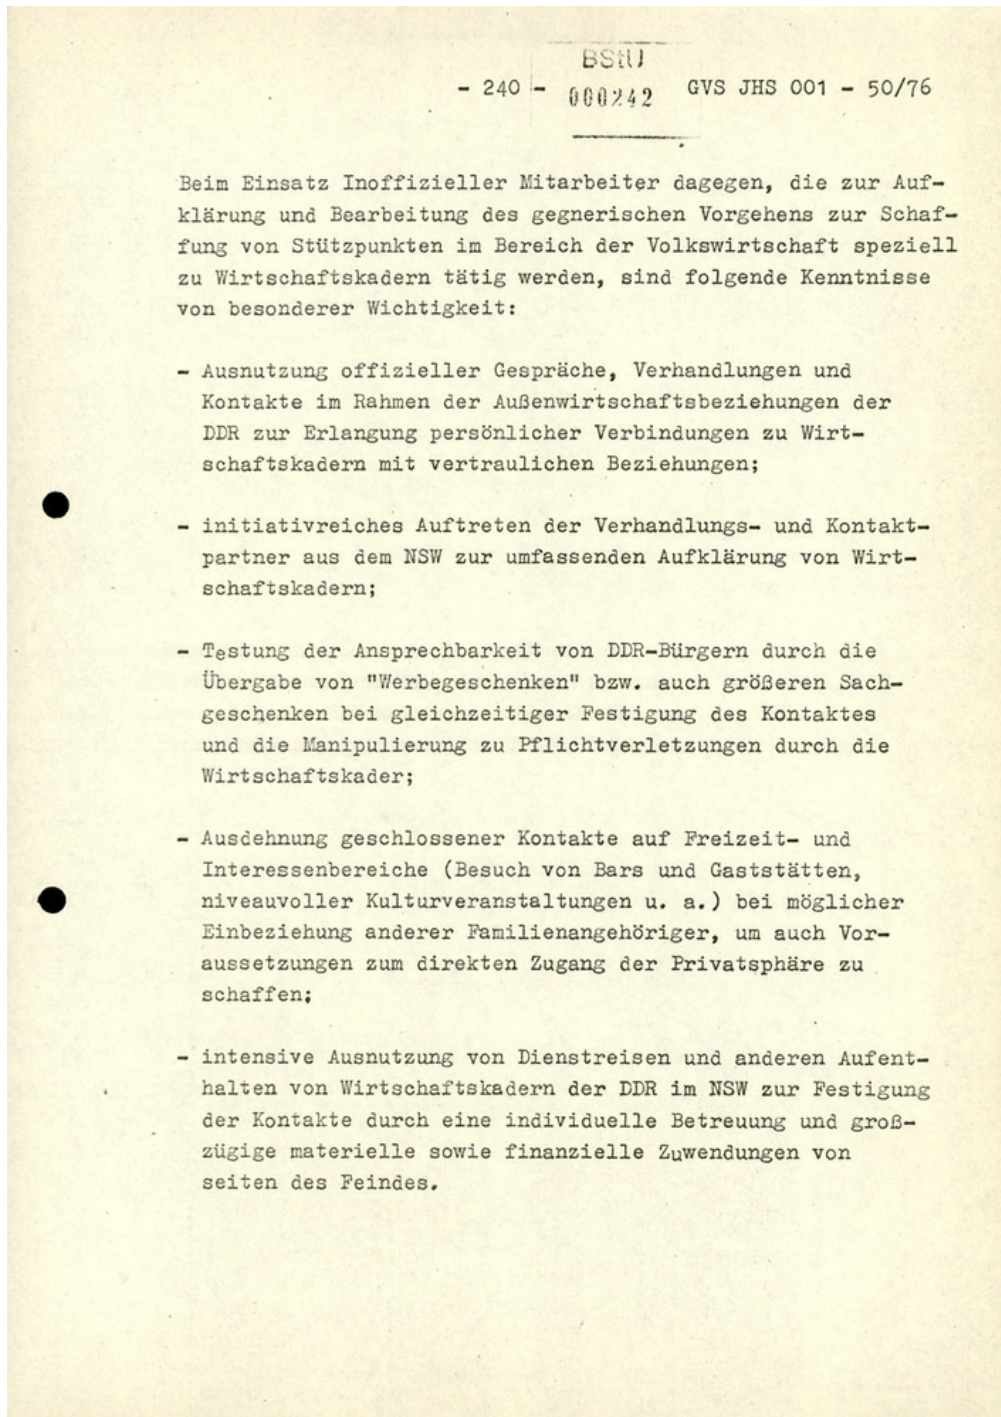 BStU
- 240 - 000242 GVS JHS 001 - 50/76
Beim Einsatz Inoffizieller Mitarbeiter dagegen, die zur Auf-
klärung und Bearbeitung des gegnerischen Vorgehens zur Schaf-
fung von Stützpunkten im Bereich der Volkswirtschaft speziell
zu Wirtschaftskadern tätig werden, sind folgende Kenntnisse
von besonderer Wichtigkeit:
- Ausnutzung offizieller Gespräche, Verhandlungen und
Kontakte im Rahmen der Außenwirtschaftsbeziehungen der
DDR zur Erlangung persönlicher Verbindungen zu Wirt-
schaftskadern mit vertraulichen Beziehungen;
- initiativreiches Auftreten der Verhandlungs- und Kontakt-
partner aus dem NSW zur umfassenden Aufklärung von Wirt-
schaftskadern;
- Testung der Ansprechbarkeit von DDR-Bürgern durch die
Übergabe von "Werbegeschenken" bzw. auch größeren Sach-
geschenken bei gleichzeitiger Festigung des Kontaktes
und die Manipulierung zu Pflichtverletzungen durch die
Wirtschaftskader;
- Ausdehnung geschlossener Kontakte auf Freizeit- und
Interessenbereiche (Besuch von Bars und Gaststätten,
niveauvoller Kulturveranstaltungen u. a.) bei möglicher
Einbeziehung anderer Familienangehöriger, um auch Vor-
aussetzungen zum direkten Zugang der Privatsphäre zu
schaffen;
- intensive Ausnutzung von Dienstreisen und anderen Aufent-
halten von Wirtschaftskadern der DDR im NSW zur Festigung
der Kontakte durch eine individuelle Betreuung und groß-
zügige materielle sowie finanzielle Zuwendungen von
seiten des Feindes.